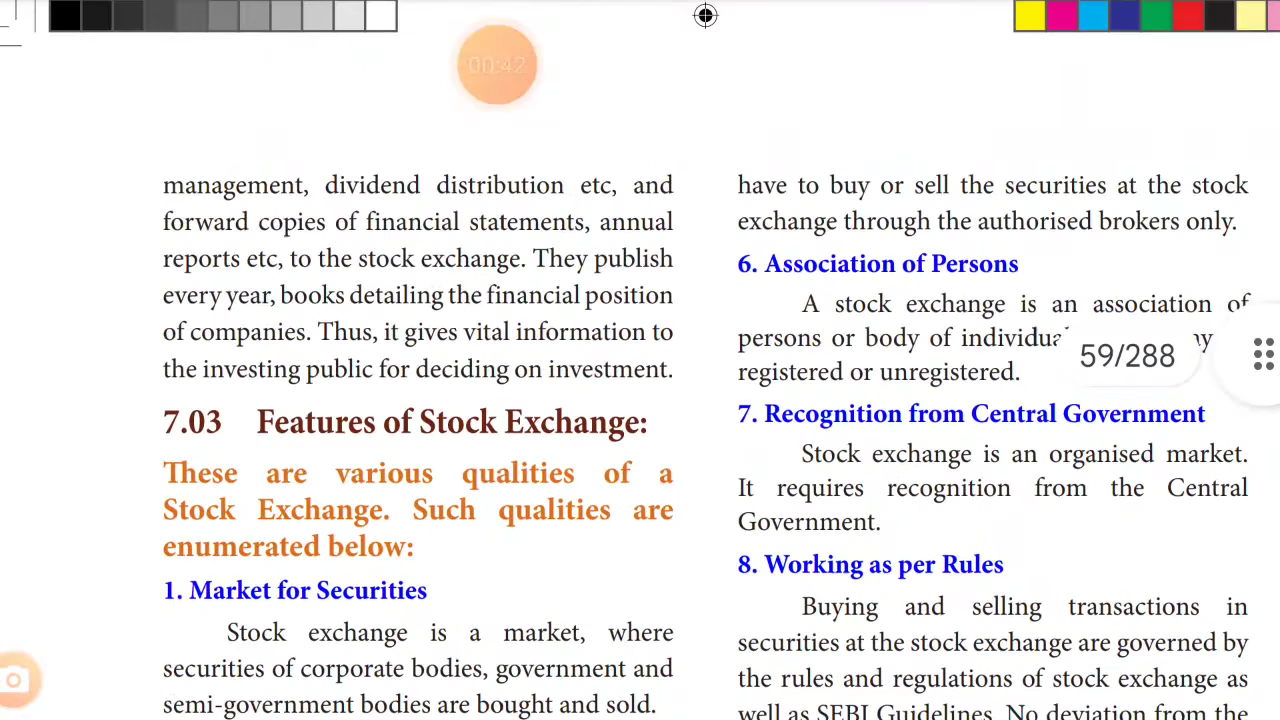 00:42
management, dividend distribution etc, and
forward copies of financial statements, annual
reports etc, to the stock exchange. They publish
every year, books detailing the financial position
of companies. Thus, it gives vital information to
the investing public for deciding on investment.
7.03 Features of Stock Exchange:
These are various qualities of a
Stock Exchange. Such qualities are
enumerated below:
1. Market for Securities
Stock exchange is a market, where
securities of corporate bodies, government and
semi-government bodies are bought and sold.
have to buy or sell the securities at the stock
exchange through the authorised brokers only.
6. Association of Persons
A stock exchange is an association of
persons or body of
registered or unregistered.
59/288
7. Recognition from Central Government
Stock exchange is an organised market.
It requires recognition from the Central
Government.
8. Working as per Rules
Buying and selling transactions in
securities at the stock exchange are governed by
the rules and regulations of stock exchange as
well as SEBI Guidelines. No deviation from the